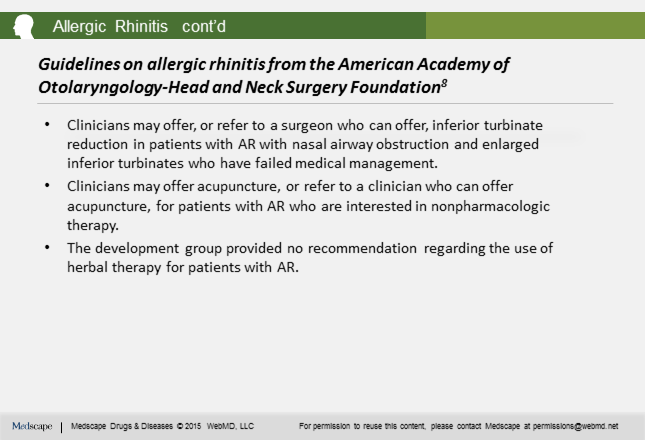 Allergic Rhinitis cont'd
Guidelines on allergic rhinitis from the American Academy of
Otolaryngology-Head and Neck Surgery Foundation8
• Clinicians may offer, or refer to a surgeon who can offer, inferior turbinate
reduction in patients with AR with nasal airway obstruction and enlarged
inferior turbinates who have failed medical management.
• Clinicians may offer acupuncture, or refer to a clinician who can offer
acupuncture, for patients with AR who are interested in nonpharmacologic
therapy.
• The development group provided no recommendation regarding the use of
herbal therapy for patients with AR.
Medscape | Medscape Drugs & Diseases © 2015 WebMD, LLC For permission to reuse this content, please contact Medscape at permissions@webmd.net